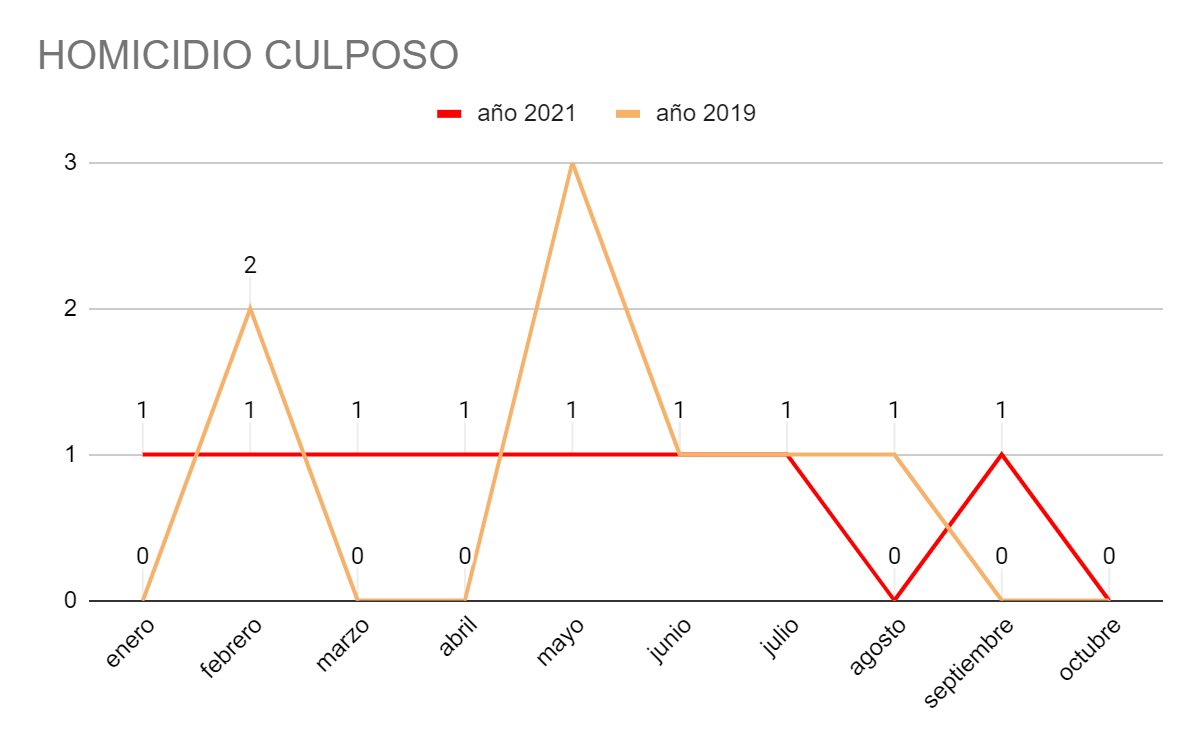 HOMICIDIO CULPOSO
año 2021 año 2019
3
2
2
1 1 1 1 1 1 1 1 1
1
0 0 0 0 0 0
0
enero febrero marzo abril mayo junio julio agosto septiembre octubre